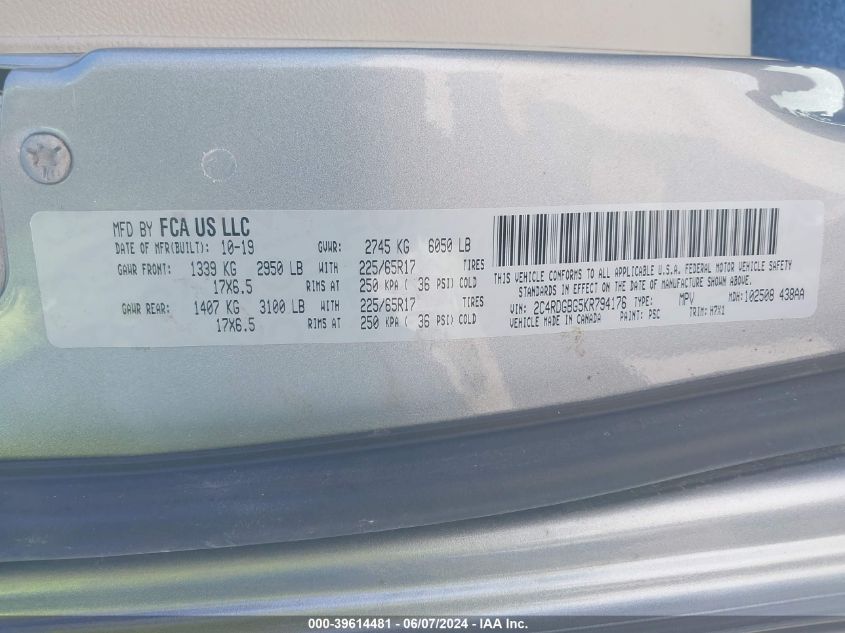 MFD BY FCA US LLC
DATE OF MFR(BUILT): 10-19 GVWR: 2745 KG 6050 LB
GAWR FRONT: 1339 KG 2950 LB WITH 225/65R17 TIRES
17X6.5 RIMS AT 250 KPA ( 36 PSI) COLD
GAWR REAR: 1407 KG 3100 LB WITH 225/65R17 TIRES
17X6.5 RIMS AT 250 KPA ( 36 PSI) COLD
THIS VEHICLE CONFORMS TO ALL APPLICABLE U.S.A. FEDERAL MOTOR VEHICLE SAFETY
STANDARDS IN EFFECT ON THE DATE OF MANUFACTURE SHOWN ABOVE.
VIN: 2C4RDGBG5KR794176 TYPE: MPV MDH: 102508 438AA
VEHICLE MADE IN CANADA PAINT: PSC TRIM: H7X1
000-39614481 - 06/07/2024 - IAA Inc.